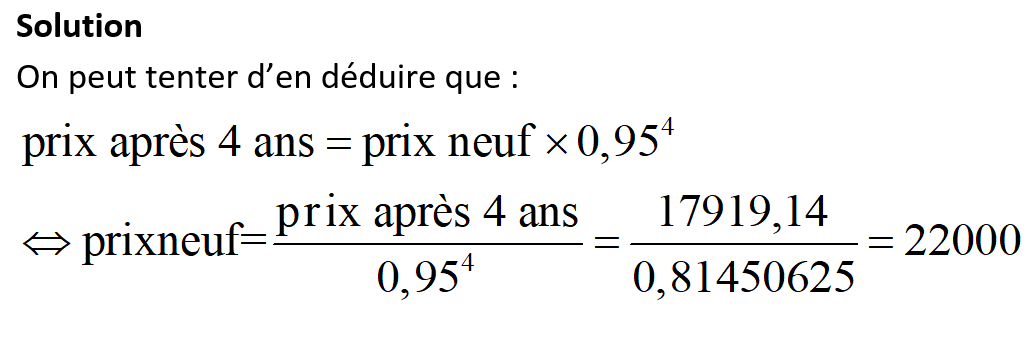 Solution
On peut tenter d’en déduire que :
prix après 4 ans = prix neuf × 0,95⁴
⇔ prixneuf= prix après 4 ans / 0,95⁴ = 17919,14 / 0,81450625 = 22000